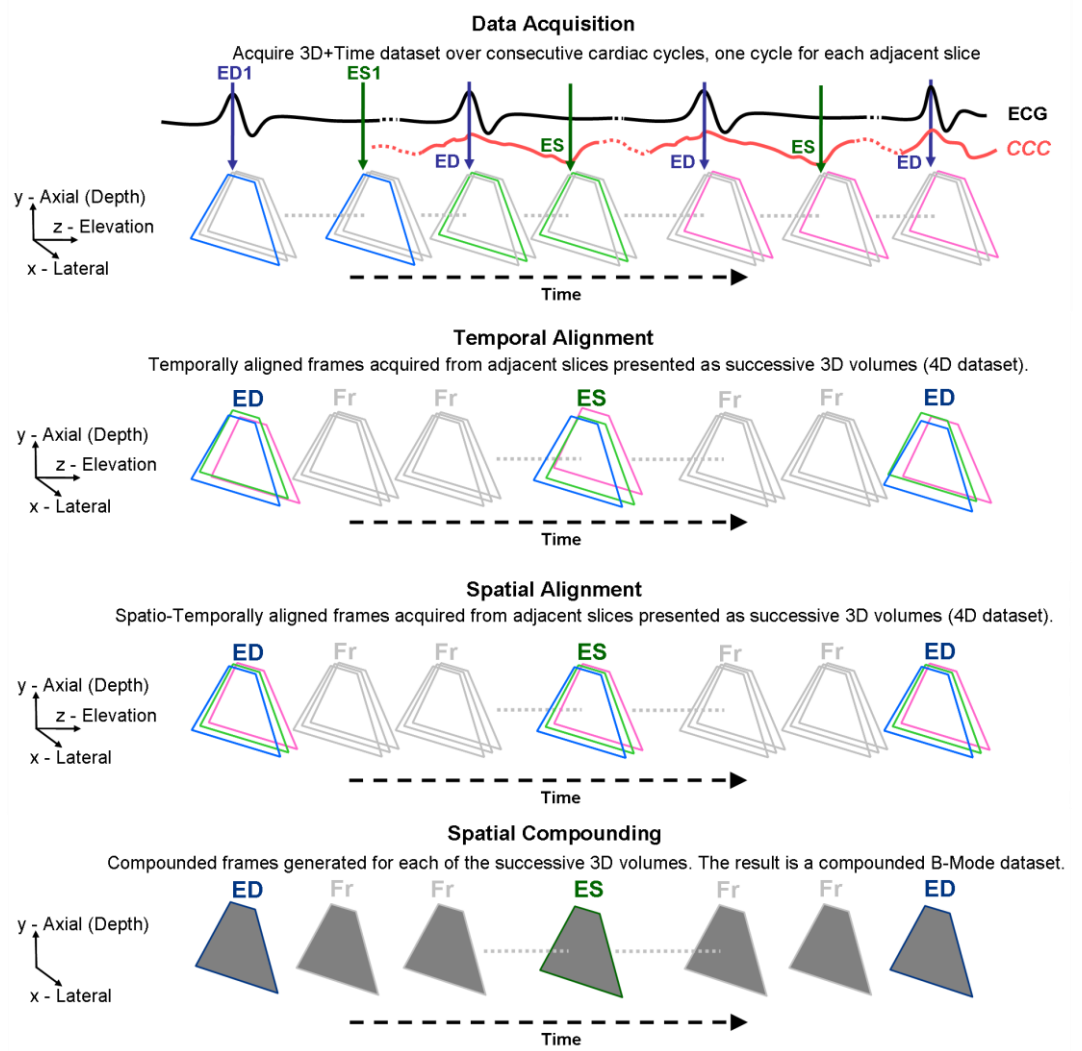 Data Acquisition
Acquire 3D+Time dataset over consecutive cardiac cycles, one cycle for each adjacent slice
ED1
ES1
ECG
CCC
ED
ES
ED
ES
ED
y - Axial (Depth)
z - Elevation
x - Lateral
Time
Temporal Alignment
Temporally aligned frames acquired from adjacent slices presented as successive 3D volumes (4D dataset).
ED Fr Fr ES Fr Fr ED
y - Axial (Depth)
z - Elevation
x - Lateral
Time
Spatial Alignment
Spatio-Temporally aligned frames acquired from adjacent slices presented as successive 3D volumes (4D dataset).
ED Fr Fr ES Fr Fr ED
y - Axial (Depth)
z - Elevation
x - Lateral
Time
Spatial Compounding
Compounded frames generated for each of the successive 3D volumes. The result is a compounded B-Mode dataset.
ED Fr Fr ES Fr Fr ED
y - Axial (Depth)
x - Lateral
Time